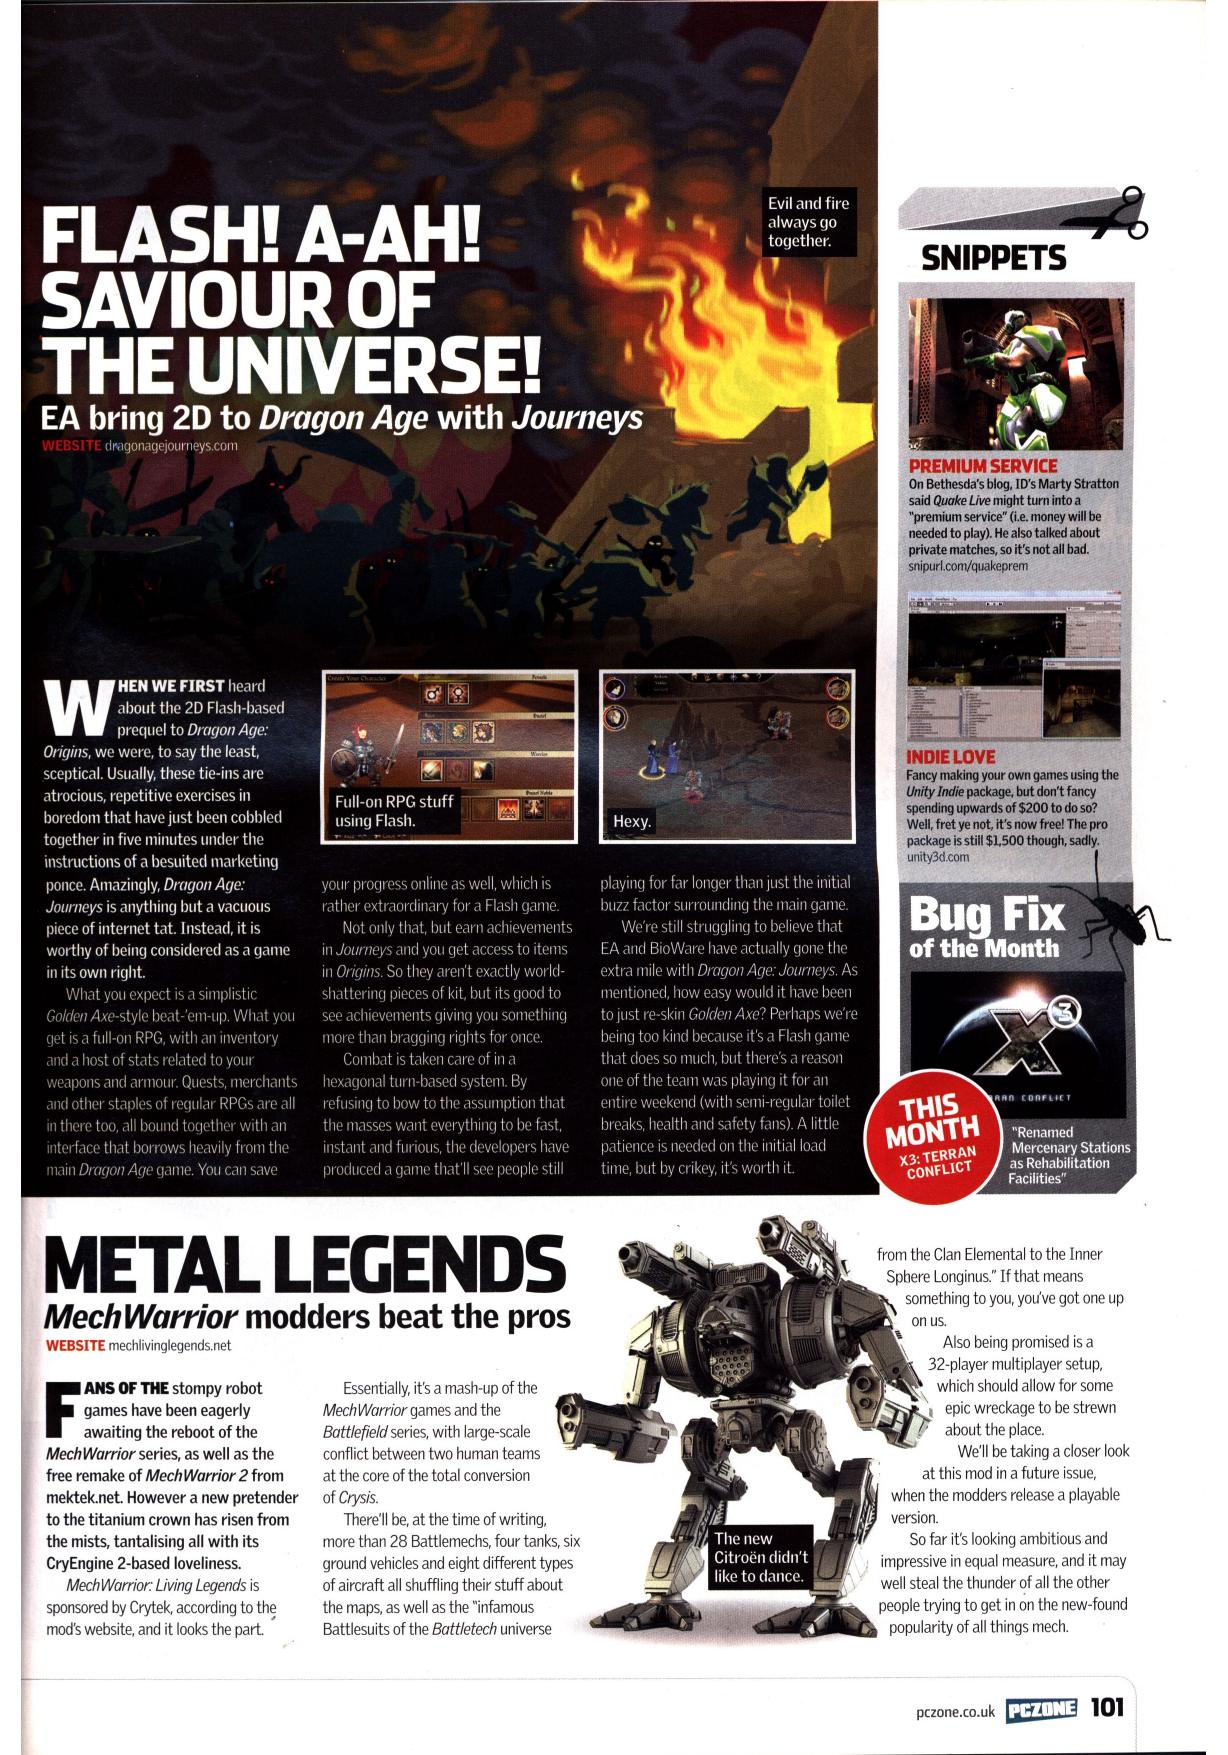 FLASH! A-AH!
SAVIOUR OF
THE UNIVERSE!
EA bring 2D to Dragon Age with Journeys
WEBSITE dragonagejourneys.com
Evil and fire
always go
together.
WHEN WE FIRST heard
about the 2D Flash-based
prequel to Dragon Age:
Origins, we were, to say the least,
sceptical. Usually, these tie-ins are
atrocious, repetitive exercises in
boredom that have just been cobbled
together in five minutes under the
instructions of a besuited marketing
ponce. Amazingly, Dragon Age:
Journeys is anything but a vacuous
piece of internet tat. Instead, it is
worthy of being considered as a game
in its own right.
What you expect is a simplistic
Golden Axe-style beat-'em-up. What you
get is a full-on RPG, with an inventory
and a host of stats related to your
weapons and armour. Quests, merchants
and other staples of regular RPGs are all
in there too, all bound together with an
interface that borrows heavily from the
main Dragon Age game. You can save
Create Your Character
Full-on RPG stuff
using Flash.
your progress online as well, which is
rather extraordinary for a Flash game.
Not only that, but earn achievements
in Journeys and you get access to items
in Origins. So they aren't exactly world-
shattering pieces of kit, but its good to
see achievements giving you something
more than bragging rights for once.
Combat is taken care of in a
hexagonal turn-based system. By
refusing to bow to the assumption that
the masses want everything to be fast,
instant and furious, the developers have
produced a game that'll see people still
Hexy.
playing for far longer than just the initial
buzz factor surrounding the main game.
We're still struggling to believe that
EA and BioWare have actually gone the
extra mile with Dragon Age: Journeys. As
mentioned, how easy would it have been
to just re-skin Golden Axe? Perhaps we're
being too kind because it's a Flash game
that does so much, but there's a reason
one of the team was playing it for an
entire weekend (with semi-regular toilet
breaks, health and safety fans). A little
patience is needed on the initial load
time, but by crikey, it's worth it.
SNIPPETS
PREMIUM SERVICE
On Bethesda's blog, ID's Marty Stratton
said Quake Live might turn into a
"premium service" (i.e. money will be
needed to play). He also talked about
private matches, so it's not all bad.
snipurl.com/quakeprem
INDIE LOVE
Fancy making your own games using the
Unity Indie package, but don't fancy
spending upwards of $200 to do so?
Well, fret ye not, it's now free! The pro
package is still $1,500 though, sadly.
unity3d.com
Bug Fix
of the Month
X3
RRAN CONFLICT
THIS
MONTH
X3: TERRAN
CONFLICT
"Renamed
Mercenary Stations
as Rehabilitation
Facilities"
METAL LEGENDS
MechWarrior modders beat the pros
WEBSITE mechlivinglegends.net
FANS OF THE stompy robot
games have been eagerly
awaiting the reboot of the
MechWarrior series, as well as the
free remake of MechWarrior 2 from
mektek.net. However a new pretender
to the titanium crown has risen from
the mists, tantalising all with its
CryEngine 2-based loveliness.
MechWarrior: Living Legends is
sponsored by Crytek, according to the
mod's website, and it looks the part.
Essentially, it's a mash-up of the
MechWarrior games and the
Battlefield series, with large-scale
conflict between two human teams
at the core of the total conversion
of Crysis.
There'll be, at the time of writing,
more than 28 Battlemechs, four tanks, six
ground vehicles and eight different types
of aircraft all shuffling their stuff about
the maps, as well as the "infamous
Battlesuits of the Battletech universe
The new
Citroën didn't
like to dance.
from the Clan Elemental to the Inner
Sphere Longinus." If that means
something to you, you've got one up
on us.
Also being promised is a
32-player multiplayer setup,
which should allow for some
epic wreckage to be strewn
about the place.
We'll be taking a closer look
at this mod in a future issue,
when the modders release a playable
version.
So far it's looking ambitious and
impressive in equal measure, and it may
well steal the thunder of all the other
people trying to get in on the new-found
popularity of all things mech.
pczone.co.uk PCZONE 101